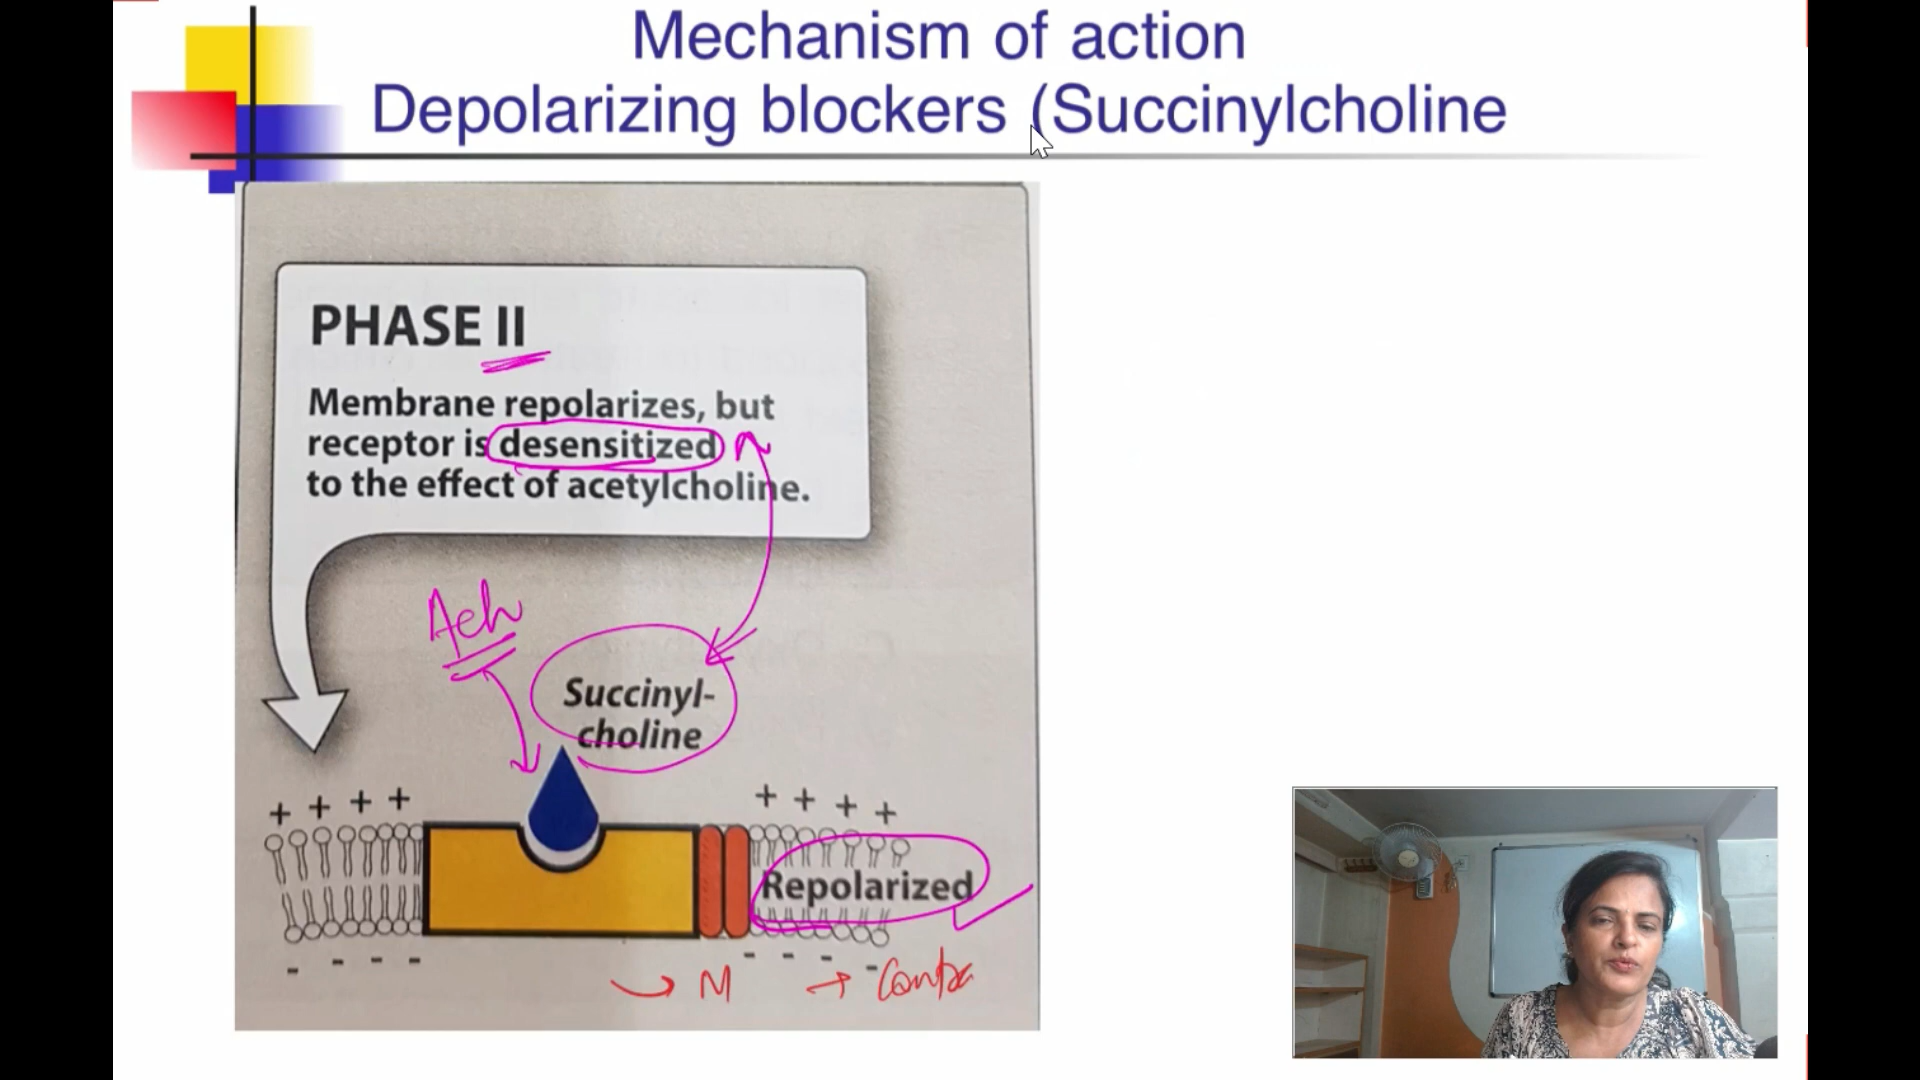 Mechanism of action
Depolarizing blockers (Succinylcholine
PHASE II
Membrane repolarizes, but
receptor is desensitized
to the effect of acetylcholine.
Ach
Succinyl-
choline
+ + + +
+ + + +
Repolarized
- - - -
- - - -
→ M → Contr